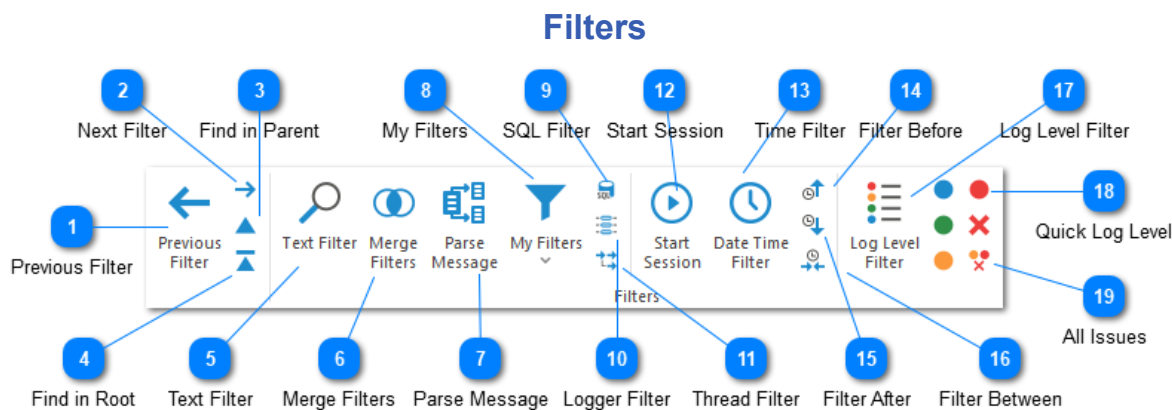 Filters
2
3
8
9
12
13
14
17
Next Filter
Find in Parent
My Filters
SQL Filter
Start Session
Time Filter
Filter Before
Log Level Filter
1
Previous Filter
Previous
Filter
Text Filter
Merge
Filters
Parse
Message
My Filters
SQL
Start
Session
Date Time
Filter
Log Level
Filter
18
Quick Log Level
Filters
19
All Issues
4
5
6
7
10
11
15
16
Find in Root
Text Filter
Merge Filters
Parse Message
Logger Filter
Thread Filter
Filter After
Filter Between